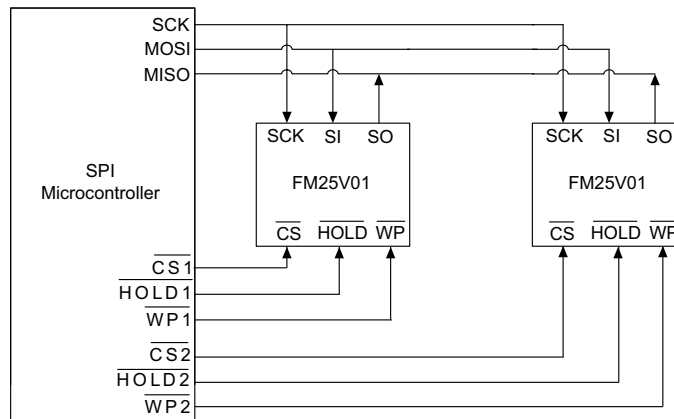 SCK
MOSI
MISO
SPI
Microcontroller
CS1
HOLD1
WP1
CS2
HOLD2
WP2
SCK SI SO
FM25V01
CS HOLD WP
SCK SI SO
FM25V01
CS HOLD WP